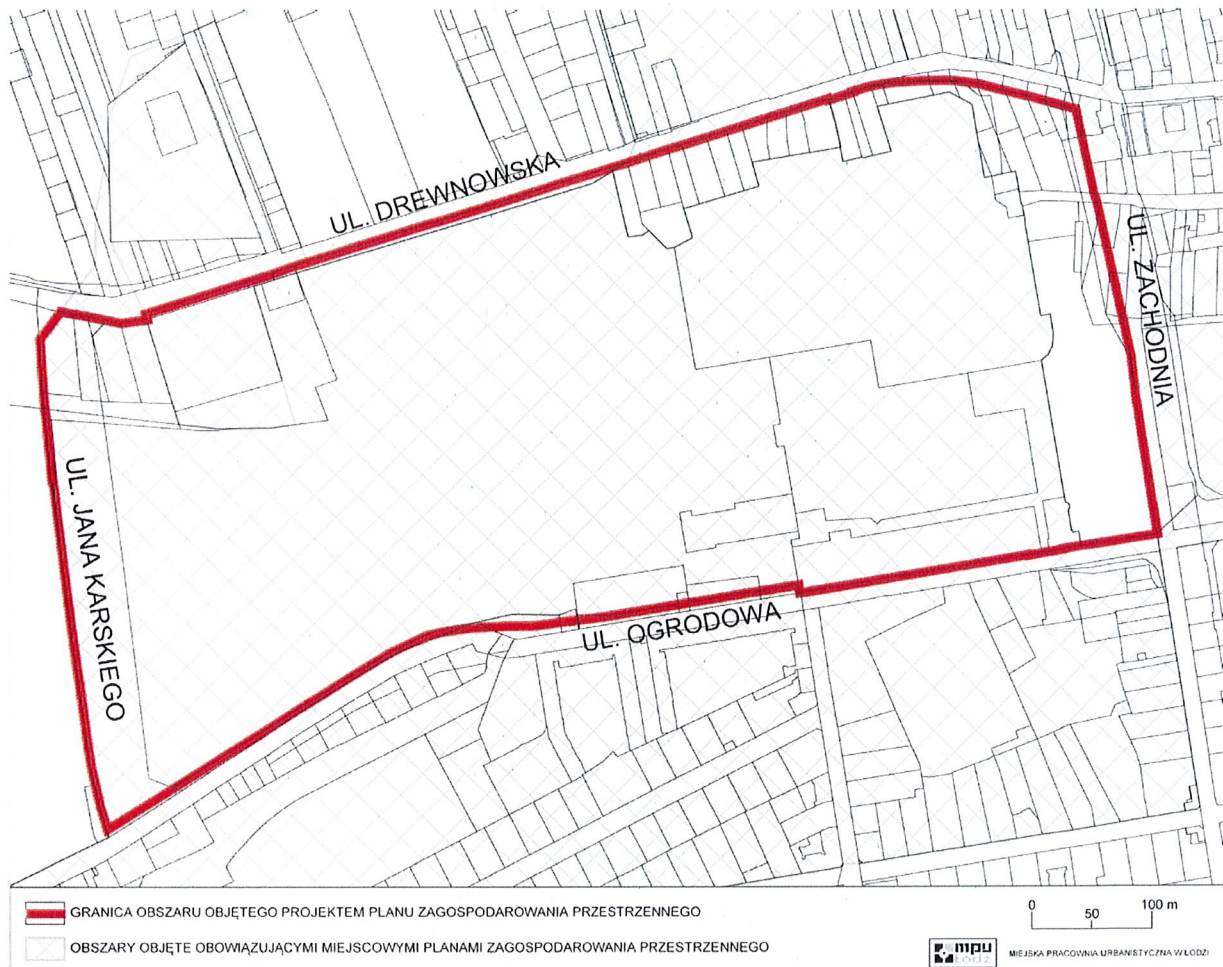 UL. DREWNOWSKA
UL. ZACHODNIA
UL. JANA KARSKIEGO
UL. OGRODOWA
GRANICA OBSZARU OBJĘTEGO PROJEKTEM PLANU ZAGOSPODAROWANIA PRZESTRZENNEGO
OBSZARY OBJĘTE OBOWIĄZUJĄCYMI MIEJSCOWYMI PLANAMI ZAGOSPODAROWANIA PRZESTRZENNEGO
0 50 100 m
mpu
Łódź
MIEJSKA PRACOWNIA URBANISTYCZNA W ŁODZI